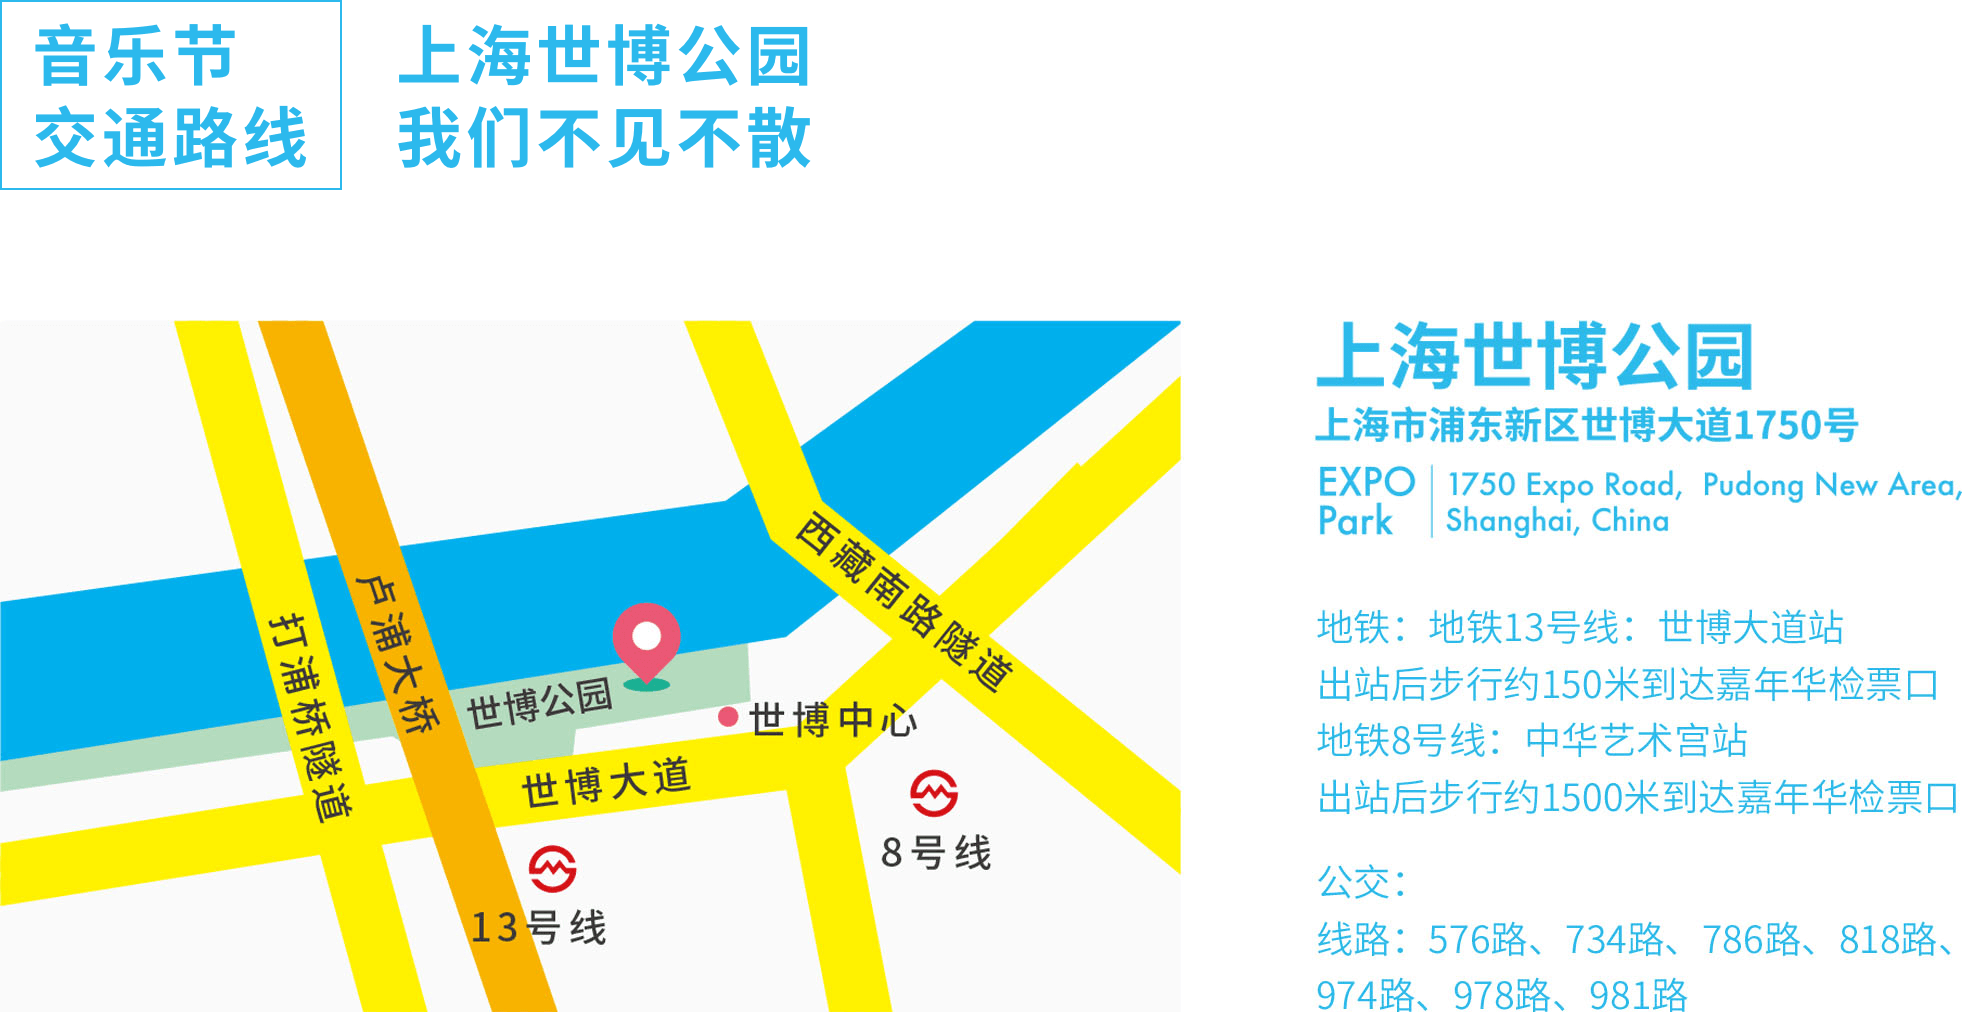 音乐节
交通路线
上海世博公园
我们不见不散
西藏南路隧道
卢浦大桥
打浦桥隧道
世博公园
世博中心
世博大道
8号线
13号线
上海世博公园
上海市浦东新区世博大道1750号
EXPO
Park
1750 Expo Road, Pudong New Area,
Shanghai, China
地铁：地铁13号线：世博大道站
出站后步行约150米到达嘉年华检票口
地铁8号线：中华艺术宫站
出站后步行约1500米到达嘉年华检票口
公交：
线路：576路、734路、786路、818路、
974路、978路、981路